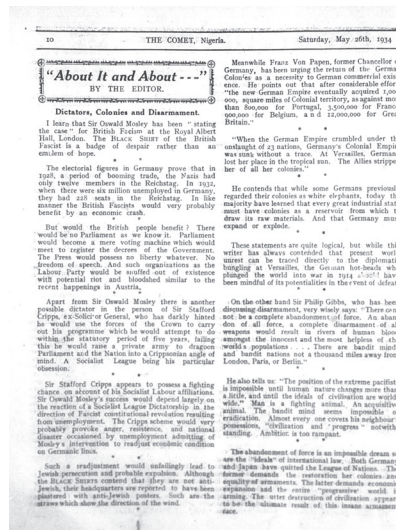 10 THE COMET, Nigeria. Saturday, May 26th, 1934
"About It and About - - -"
BY THE EDITOR.
Dictators, Colonies and Disarmament.
I learn that Sir Oswald Mosley has been "stating
the case" for British Fascism at the Royal Albert
Hall, London. The BLACK SHIRT of the British
Fascist is a badge of despair rather than an
emblem of hope.
The electorial figures in Germany prove that in
1928, a period of booming trade, the Nazis had
only twelve members in the Reichstag. In 1932,
when there were six million unemployed in Germany,
they had 228 seats in the Reichstag. In like
manner the British Fascists would very probably
benefit by an economic crash.
But would the British people benefit? There
would be no Parliament as we know it. Parliament
would become a mere voting machine which would
meet to register the decrees of the Government.
The Press would possess no liberty whatever. No
freedom of speech. And such organisations as the
Labour Party would be snuffed out of existence
with potential riot and bloodshed similar to the
recent happenings in Austria.
Apart from Sir Oswald Mosley there is another
possible dictator in the person of Sir Stafford
Cripps, ex-Solicitor General, who has darkly hinted
he would use the forces of the Crown to carry
out his programme which he would attempt to do
within the statutory period of five years, failing
this he would raise a private army to dragoon
Parliament and the Nation into a Crippsonian angle of
mind. A Socialist League being his particular
obsession.
Sir Stafford Cripps appears to possess a fighting
chance on account of his Socialist Labour affiliations.
Sir Oswald Mosley's success would depend largely on
the reaction of a Socialist League Dictatorship in the
direction of Fascist constitutional revolution resulting
from unemployment. The Cripps scheme would very
probably provoke anger, resistence, and national
disaster occasioned by unemployment admitting of
Mosley's intervention to readjust economic condition
on Germanic lines.
Such a readjustment would unfailingly lead to
Jewish persecution and probable expulsion. Although
the BLACK SHIRTS contend that they are not anti-
Jewish, their headquarters are reported to have been
plastered with anti-Jewish posters. Such are the
straws which show the direction of the wind.
Meanwhile Franz Von Papen, former Chancellor
Germany, has been urging the return of the Germa
Colonies as a necessity to German commercial exis
ence. He points out that after considerable effor
"the new German Empire eventually acquired 1,00
000, square miles of Colonial territory, as against mo
than 800,000 for Portugal, 3,500,000 for Franc
900,000 for Belgium, and 22,000,000 for Grea
Britain."
"When the German Empire crumbled under th
onslaught of 23 nations, Germany's Colonial Empi
was sunk without a trace. At Versailles, German
lost her place in the tropical sun. The Allies strippe
her of all her colonies."
He contends that while some Germans previousl
regarded their colonies as white elephants, today th
majority have learned that every great industrial stat
must have colonies as a reservoir from which t
draw its raw materials. And that Germany mus
expand or explode.
These statements are quite logical, but while thi
writer has always contended that present worl
unrest can be traced directly to the diplomati
bungling at Versailles, the German hot-heads wh
plunged the world into war in 1914 should hav
been mindful of its potentialities in the event of defeat
On the other hand Sir Philip Gibbs, who has been
discussing disarmament, very wisely says: "There can
not be a complete abandonment of force. An aban
don of all force, a complete disarmament of al
weapons would result in rivers of human bloo
amongst the innocent and the most helpless of th
world's populations . . . . There are bandit mind
and bandit nations not a thousand miles away from
London, Paris, or Berlin."
He also tells us: "The position of the extreme pacifist
is impossible until human nature changes more than
a little, and until the ideals of civilisation are world
wide." Man is a fighting animal. An acquisitive
animal. The bandit mind seems impossible o
eradication. Almost every one covets his neighbour
possessions, "civilization and 'progress'" notwith
standing. Ambition is too rampant.
The abandonment of force is an impossible dream as
are the "ideals" of international law. Both Germany
and Japan have quitted the League of Nations. The
former demands the restoration her colonies and
equality of armaments. The latter demands economic
expansion and the entire "progressive" world i
arming. The utter destruction of civilization appear
to be the ultimate result of this insane armament
race.